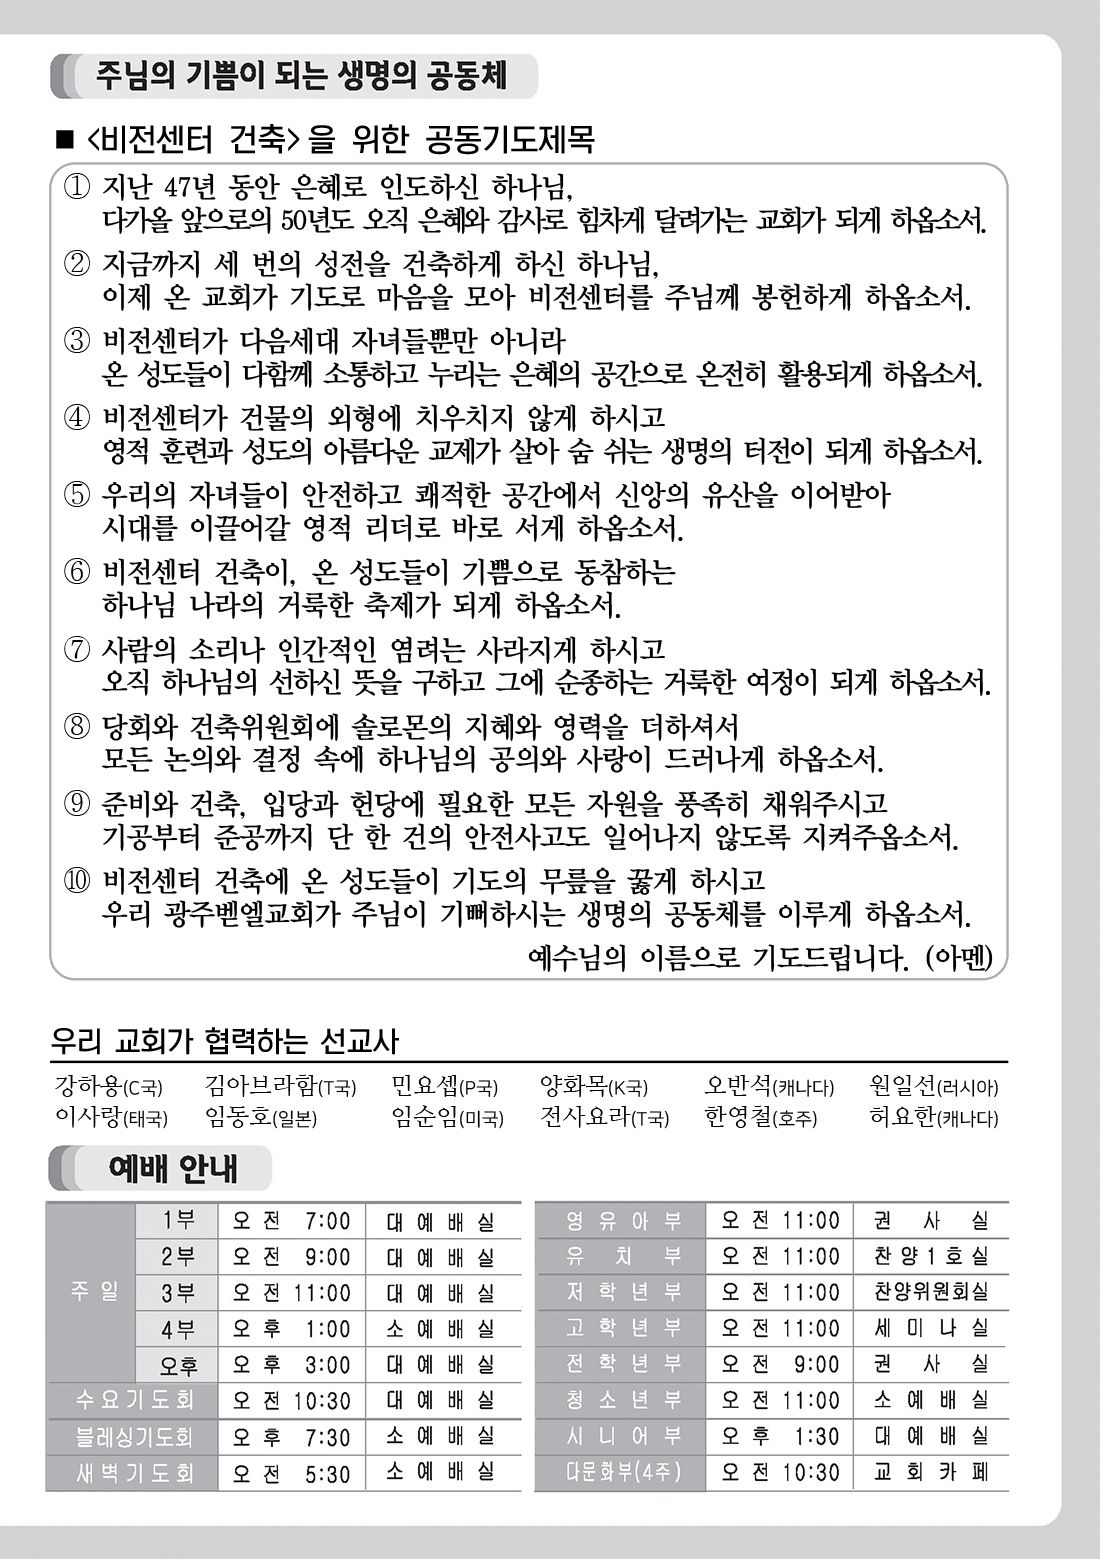 주님의 기쁨이 되는 생명의 공동체
■ <비전센터 건축>을 위한 공동기도제목
① 지난 47년 동안 은혜로 인도하신 하나님,
다가올 앞으로의 50년도 오직 은혜와 감사로 힘차게 달려가는 교회가 되게 하옵소서.
② 지금까지 세 번의 성전을 건축하게 하신 하나님,
이제 온 교회가 기도로 마음을 모아 비전센터를 주님께 봉헌하게 하옵소서.
③ 비전센터가 다음세대 자녀들뿐만 아니라
온 성도들이 다함께 소통하고 누리는 은혜의 공간으로 온전히 활용되게 하옵소서.
④ 비전센터가 건물의 외형에 치우치지 않게 하시고
영적 훈련과 성도의 아름다운 교제가 살아 숨 쉬는 생명의 터전이 되게 하옵소서.
⑤ 우리의 자녀들이 안전하고 쾌적한 공간에서 신앙의 유산을 이어받아
시대를 이끌어갈 영적 리더로 바로 서게 하옵소서.
⑥ 비전센터 건축이, 온 성도들이 기쁨으로 동참하는
하나님 나라의 거룩한 축제가 되게 하옵소서.
⑦ 사람의 소리나 인간적인 염려는 사라지게 하시고
오직 하나님의 선하신 뜻을 구하고 그에 순종하는 거룩한 여정이 되게 하옵소서.
⑧ 당회와 건축위원회에 솔로몬의 지혜와 영력을 더하셔서
모든 논의와 결정 속에 하나님의 공의와 사랑이 드러나게 하옵소서.
⑨ 준비와 건축, 입당과 헌당에 필요한 모든 자원을 풍족히 채워주시고
기공부터 준공까지 단 한 건의 안전사고도 일어나지 않도록 지켜주옵소서.
⑩ 비전센터 건축에 온 성도들이 기도의 무릎을 꿇게 하시고
우리 광주벧엘교회가 주님이 기뻐하시는 생명의 공동체를 이루게 하옵소서.
예수님의 이름으로 기도드립니다. (아멘)
우리 교회가 협력하는 선교사
강하용(C국) 김아브라함(T국) 민요셉(P국) 양화목(K국) 오반석(캐나다) 원일선(러시아)
이사랑(태국) 임동호(일본) 임순임(미국) 전사요라(T국) 한영철(호주) 허요한(캐나다)
예배 안내
주일 1부 오전 7:00 대예배실
2부 오전 9:00 대예배실
3부 오전 11:00 대예배실
4부 오후 1:00 소예배실
오후 오후 3:00 대예배실
수요기도회 오전 10:30 대예배실
블레싱기도회 오후 7:30 소예배실
새벽기도회 오전 5:30 소예배실
영유아부 오전 11:00 권사실
유치부 오전 11:00 찬양1호실
저학년부 오전 11:00 찬양위원회실
고학년부 오전 11:00 세미나실
전학년부 오전 9:00 권사실
청소년부 오전 11:00 소예배실
시니어부 오후 1:30 대예배실
다문화부(4주) 오전 10:30 교회카페